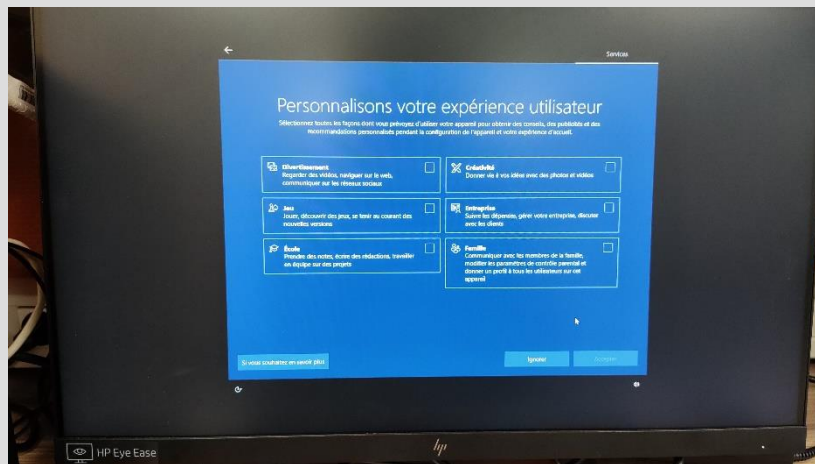 Services
Personnalisons votre expérience utilisateur
Sélectionnez toutes les façons dont vous prévoyez d'utiliser votre appareil pour obtenir des conseils, des publicités et des
recommandations personnalisés pendant la configuration de l'appareil et votre expérience d'accueil.
Divertissement
Regarder des vidéos, naviguer sur le web,
communiquer sur les réseaux sociaux
Créativité
Donner vie à vos idées avec des photos et vidéos
Jeu
Jouer, découvrir des jeux, se tenir au courant des
nouvelles versions
Entreprise
Suivre les dépenses, gérer votre entreprise, discuter
avec les clients
École
Prendre des notes, écrire des rédactions, travailler
en équipe sur des projets
Famille
Communiquer avec les membres de la famille,
modifier les paramètres de contrôle parental et
donner un profil à tous les utilisateurs sur cet
appareil
Si vous souhaitez en savoir plus
Ignorer
Accepter
hp
HP Eye Ease